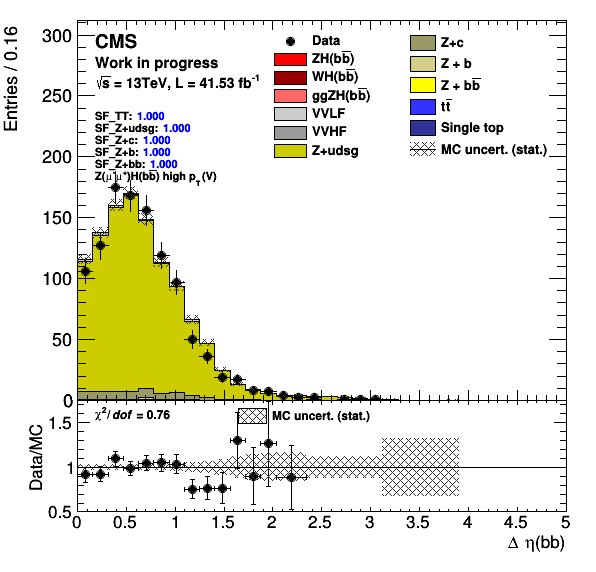 Entries / 0.16
300
250
200
150
100
50
0
CMS
Work in progress
√s = 13TeV, L = 41.53 fb⁻¹
SF_TT: 1.000
SF_Z+udsg: 1.000
SF_Z+c: 1.000
SF_Z+b: 1.000
SF_Z+bb: 1.000
Z(μ⁻μ⁺)H(bb̅) high p_T(V)
Data
ZH(bb̅)
WH(bb̅)
ggZH(bb̅)
VVLF
VVHF
Z+udsg
Z+c
Z + b
Z + bb̅
tt̅
Single top
MC uncert. (stat.)
Data/MC
1.5
1
0.5
χ²/dof = 0.76
MC uncert. (stat.)
0 0.5 1 1.5 2 2.5 3 3.5 4 4.5 5
Δ η(bb)